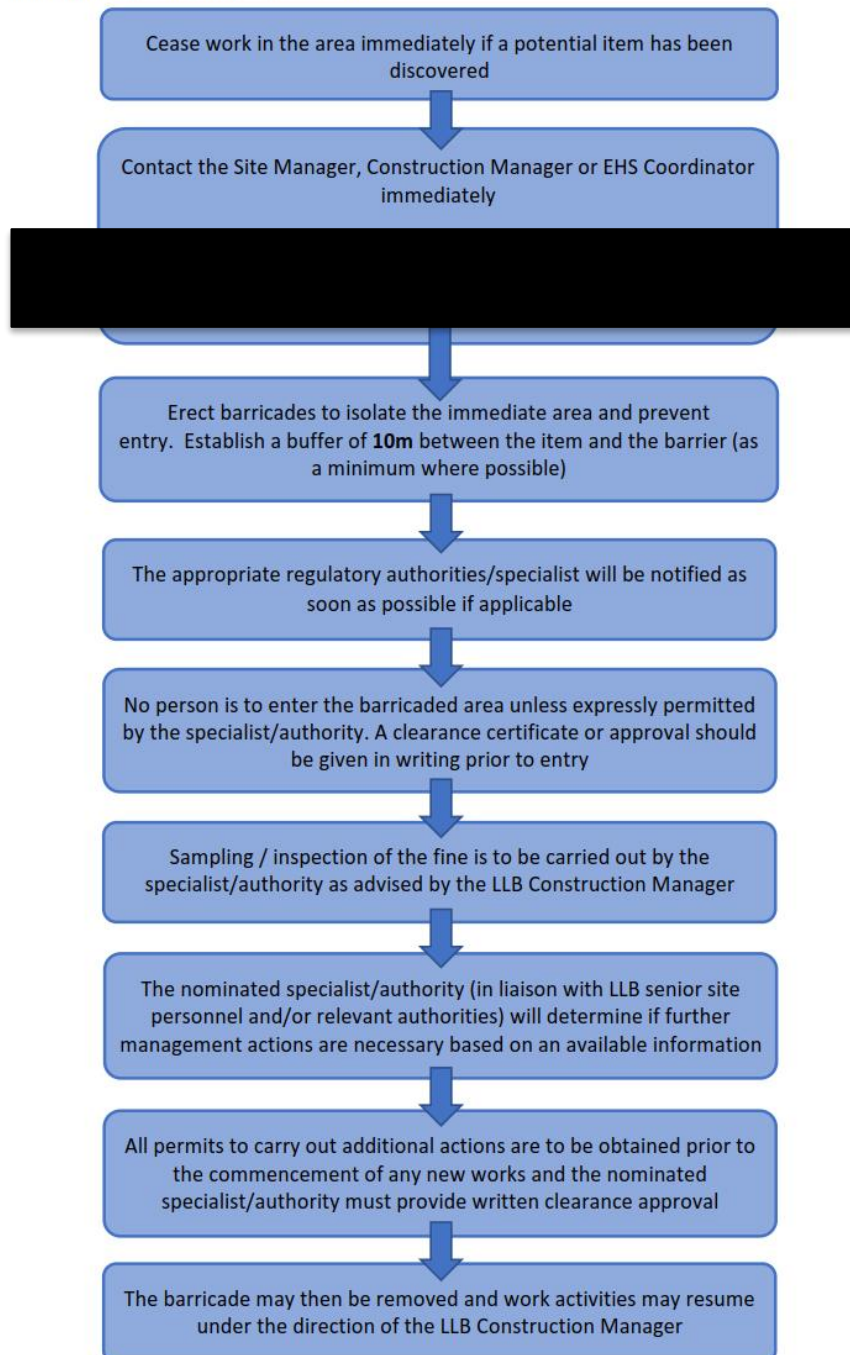 Cease work in the area immediately if a potential item has been
discovered
Contact the Site Manager, Construction Manager or EHS Coordinator
immediately
Erect barricades to isolate the immediate area and prevent
entry.  Establish a buffer of 10m between the item and the barrier (as
a minimum where possible)
The appropriate regulatory authorities/specialist will be notified as
soon as possible if applicable
No person is to enter the barricaded area unless expressly permitted
by the specialist/authority. A clearance certificate or approval should
be given in writing prior to entry
Sampling / inspection of the fine is to be carried out by the
specialist/authority as advised by the LLB Construction Manager
The nominated specialist/authority (in liaison with LLB senior site
personnel and/or relevant authorities) will determine if further
management actions are necessary based on an available information
All permits to carry out additional actions are to be obtained prior to
the commencement of any new works and the nominated
specialist/authority must provide written clearance approval
The barricade may then be removed and work activities may resume
under the direction of the LLB Construction Manager